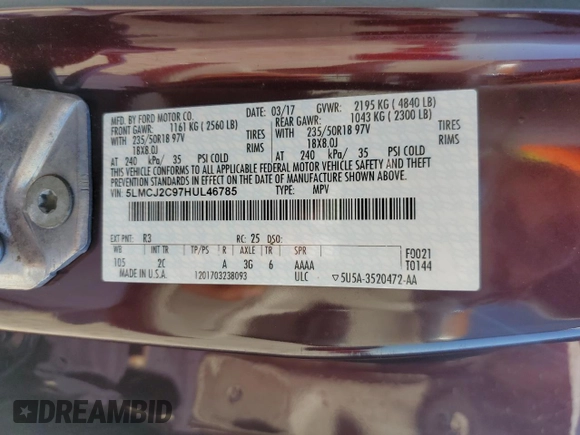 MFD. BY FORD MOTOR CO. 03/17 GVWR: 2195 KG ( 4840 LB)
FRONT GAWR: 1161 KG ( 2560 LB) REAR GAWR: 1043 KG ( 2300 LB)
WITH 235/50R18 97V TIRES WITH 235/50R18 97V TIRES
18X8.0J RIMS 18X8.0J RIMS
AT 240 kPa/ 35 PSI COLD AT 240 kPa/ 35 PSI COLD
THIS VEHICLE CONFORMS TO ALL APPLICABLE FEDERAL MOTOR VEHICLE SAFETY AND THEFT
PREVENTION STANDARDS IN EFFECT ON THE DATE OF MANUFACTURE SHOWN ABOVE.
VIN: 5LMCJ2C97HUL46785 TYPE: MPV
EXT PNT: R3 RC: 25 DSO:
WB INT TR TP/PS R AXLE TR SPR F0021
105 2C A 3G 6 AAAA T0144
MADE IN U.S.A. 1201703238093 ULC ▽5U5A-3520472-AA
DREAMBID